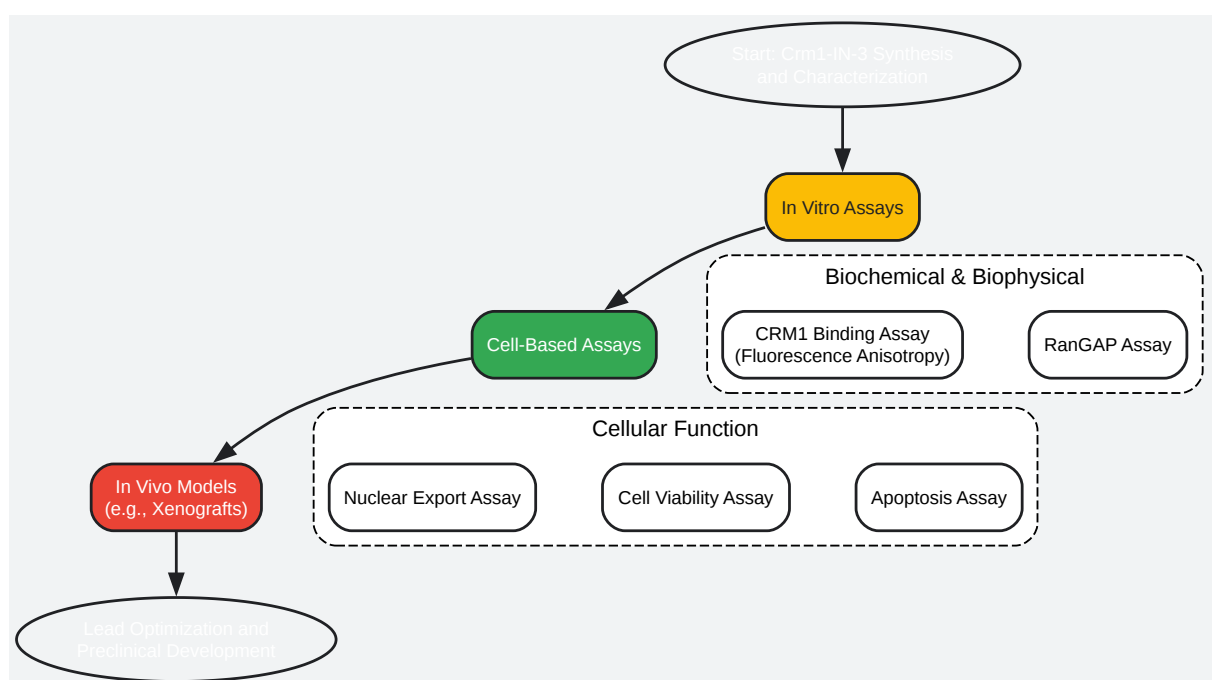 Start: Crm1-IN-3 Synthesis
and Characterization
In Vitro Assays
Biochemical & Biophysical
CRM1 Binding Assay
(Fluorescence Anisotropy)
RanGAP Assay
Cell-Based Assays
Cellular Function
Nuclear Export Assay
Cell Viability Assay
Apoptosis Assay
In Vivo Models
(e.g., Xenografts)
Lead Optimization and
Preclinical Development